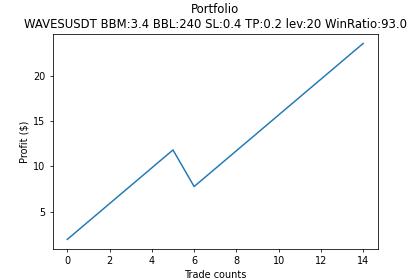 Portfolio
WAVESUSDT BBM:3.4 BBL:240 SL:0.4 TP:0.2 lev:20 WinRatio:93.0
Profit ($)
20
15
10
5
0 2 4 6 8 10 12 14
Trade counts